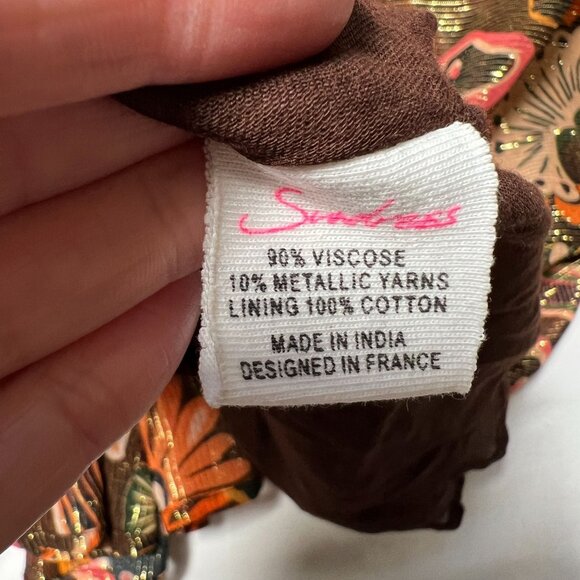 Sundress
90% VISCOSE
10% METALLIC YARNS
LINING 100% COTTON
MADE IN INDIA
DESIGNED IN FRANCE